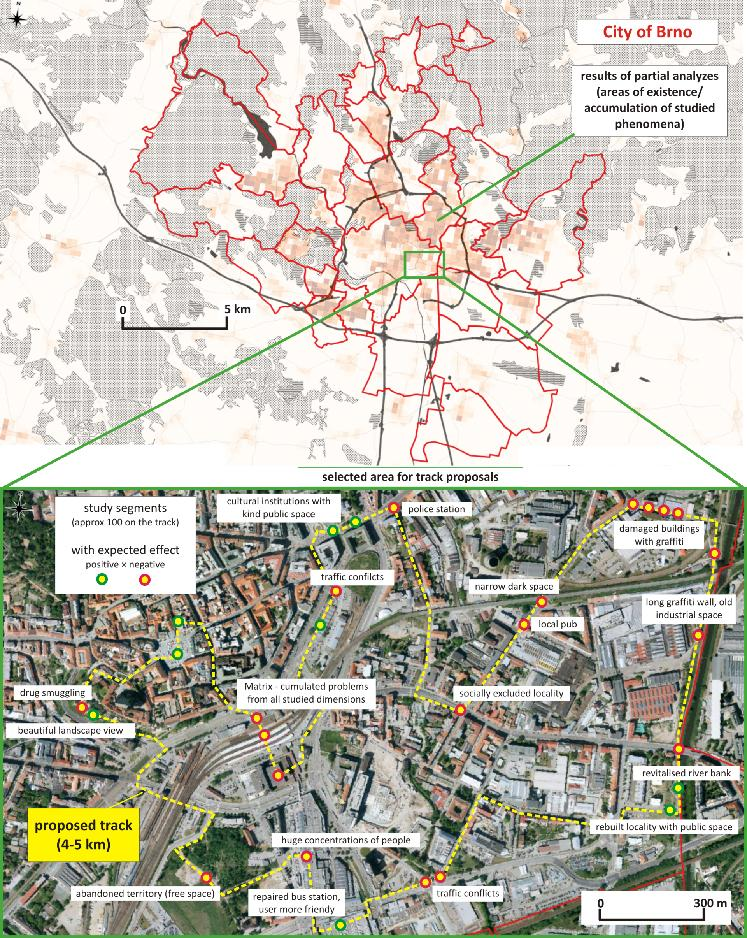 N
City of Brno
results of partial analyzes
(areas of existence/
accumulation of studied
phenomena)
0 5 km
selected area for track proposals
study segments
(approx 100 on the track)
with expected effect
positive x negative
cultural institutions with
kind public space
police station
damaged buildings
with graffiti
traffic conflicts
narrow dark space
long graffiti wall, old
industrial space
local pub
drug smuggling
Matrix - cumulated problems
from all studied dimensions
socially excluded locality
beautiful landscape view
revitalised river bank
proposed track
(4-5 km)
rebuilt locality with public space
huge concentrations of people
abandoned territory (free space)
repaired bus station,
user more friendly
traffic conflicts
0 300 m